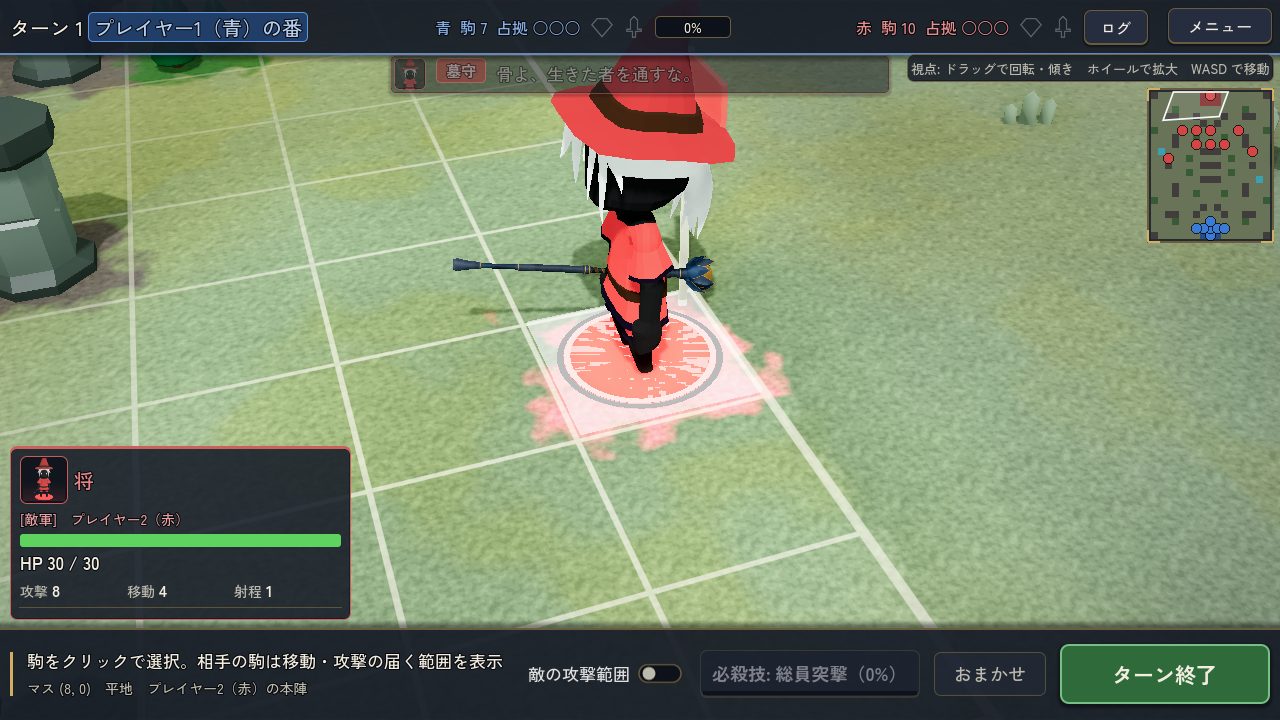 ターン 1 プレイヤー1（青）の番
青 駒 7 占拠 〇〇〇
0%
赤 駒 10 占拠 〇〇〇
ログ
メニュー
墓守 骨よ、生きた者を通すな。
視点: ドラッグで回転・傾き ホイールで拡大 WASD で移動
将
[敵軍] プレイヤー2（赤）
HP 30 / 30
攻撃 8 移動 4 射程 1
駒をクリックで選択。相手の駒は移動・攻撃の届く範囲を表示
マス (8, 0) 平地 プレイヤー2（赤）の本陣
敵の攻撃範囲
必殺技: 総員突撃（0%）
おまかせ
ターン終了